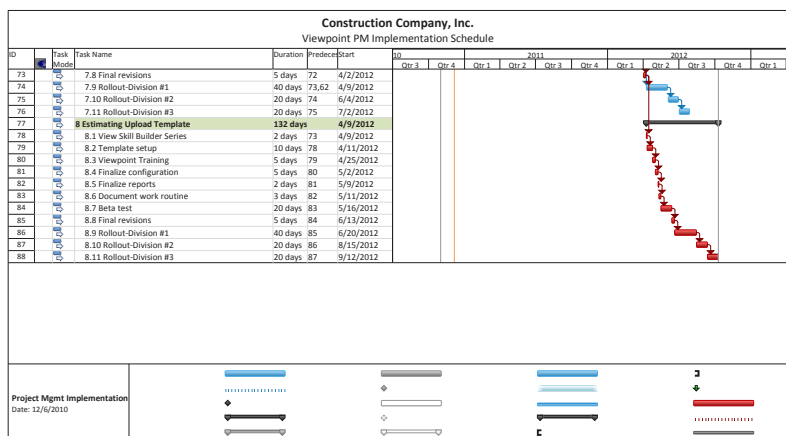 Construction Company, Inc.
Viewpoint PM Implementation Schedule
ID Task Mode Task Name Duration Predeces Start 10 2011 2012
Qtr 3 Qtr 4 Qtr 1 Qtr 2 Qtr 3 Qtr 4 Qtr 1 Qtr 2 Qtr 3 Qtr 4 Qtr 1
73 7.8 Final revisions 5 days 72 4/2/2012
74 7.9 Rollout-Division #1 40 days 73,62 4/9/2012
75 7.10 Rollout-Division #2 20 days 74 6/4/2012
76 7.11 Rollout-Division #3 20 days 75 7/2/2012
77 8 Estimating Upload Template 132 days 4/9/2012
78 8.1 View Skill Builder Series 2 days 73 4/9/2012
79 8.2 Template setup 10 days 78 4/11/2012
80 8.3 Viewpoint Training 5 days 79 4/25/2012
81 8.4 Finalize configuration 5 days 80 5/2/2012
82 8.5 Finalize reports 2 days 81 5/9/2012
83 8.6 Document work routine 3 days 82 5/11/2012
84 8.7 Beta test 20 days 83 5/16/2012
85 8.8 Final revisions 5 days 84 6/13/2012
86 8.9 Rollout-Division #1 40 days 85 6/20/2012
87 8.10 Rollout-Division #2 20 days 86 8/15/2012
88 8.11 Rollout-Division #3 20 days 87 9/12/2012
Project Mgmt Implementation
Date: 12/6/2010